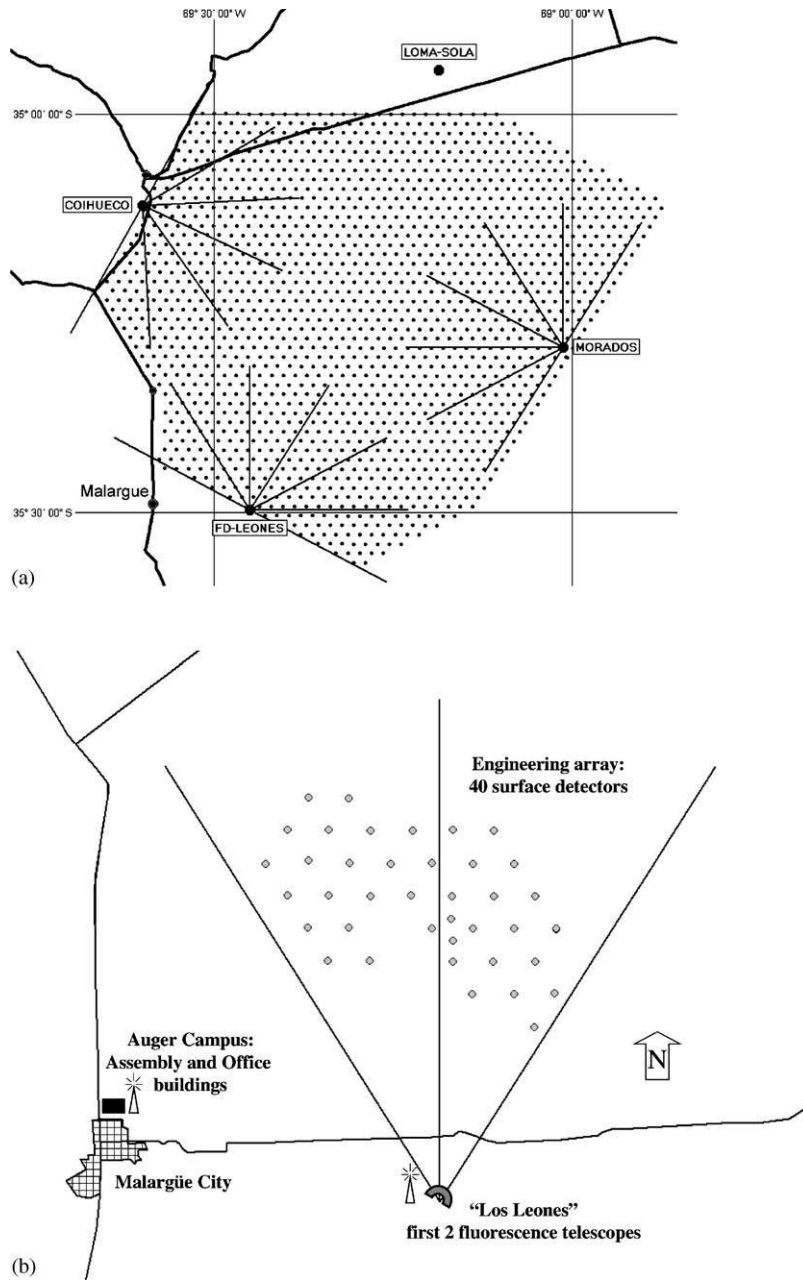 69° 30' 00" W
69° 00' 00" W
LOMA-SOLA
35° 00' 00" S
COIHUECO
MORADOS
Malargue
35° 30' 00" S
FD-LEONES
(a)
Engineering array:
40 surface detectors
Auger Campus:
Assembly and Office
buildings
N
Malargüe City
"Los Leones"
first 2 fluorescence telescopes
(b)